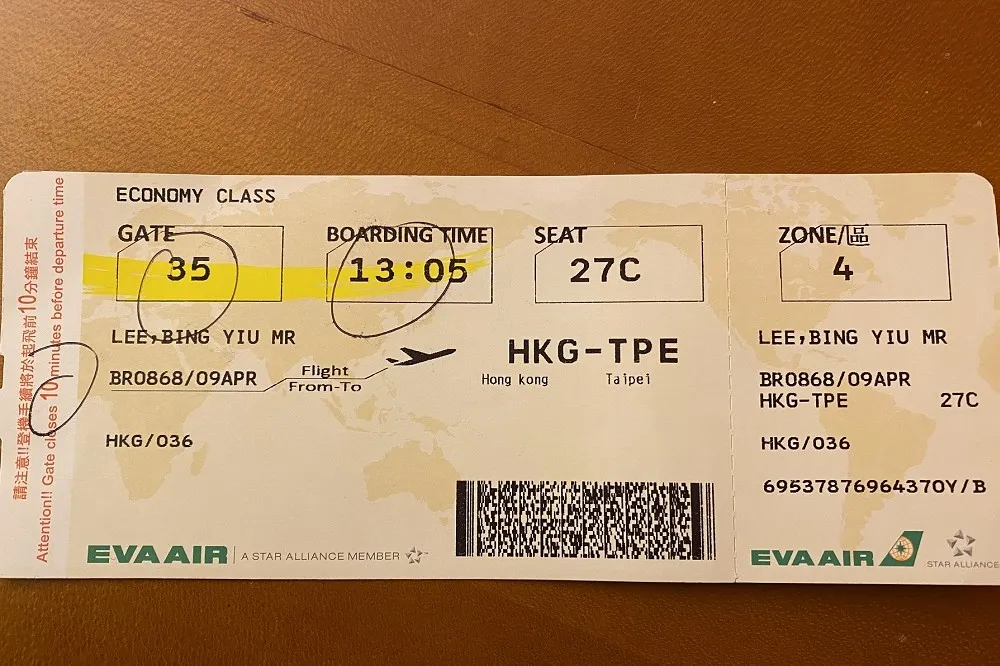 請注意!!登機手續將於起飛前10分鐘結束
Attention!! Gate closes 10 minutes before departure time
ECONOMY CLASS
GATE
35
BOARDING TIME
13:05
SEAT
27C
LEE,BING YIU MR
BR0868/09APR
Flight
From-To
HKG-TPE
Hong kong Taipei
HKG/036
EVA AIR A STAR ALLIANCE MEMBER
ZONE/區
4
LEE,BING YIU MR
BR0868/09APR
HKG-TPE 27C
HKG/036
6953787696437OY/B
EVA AIR STAR ALLIANCE